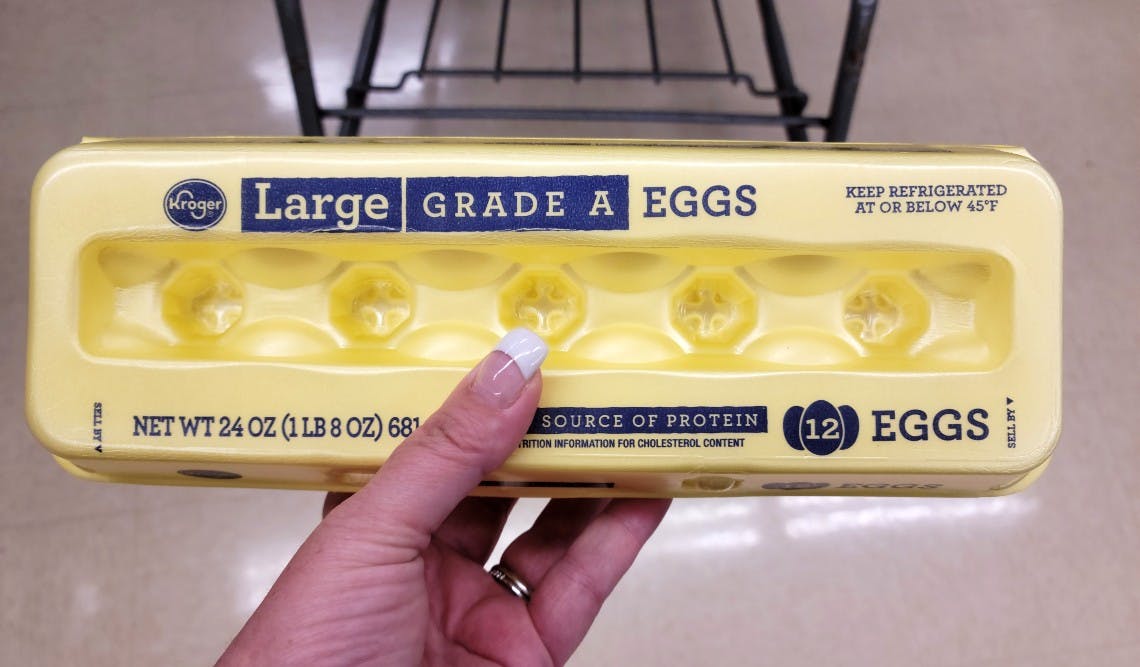 Kroger
Large GRADE A EGGS
KEEP REFRIGERATED
AT OR BELOW 45°F
SELL BY
NET WT 24 OZ (1 LB 8 OZ) 681
SOURCE OF PROTEIN
INFORMATION FOR CHOLESTEROL CONTENT
12 EGGS
SELL BY
EGGS